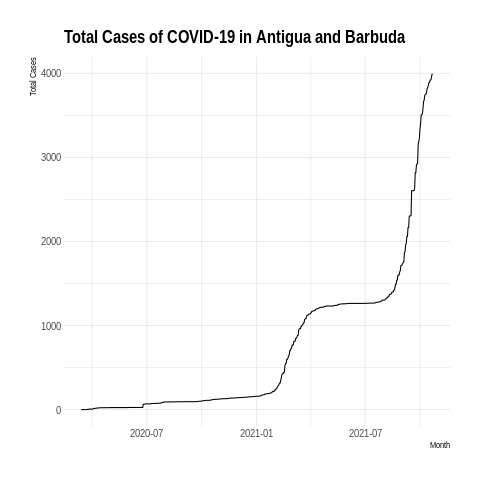 Total Cases of COVID-19 in Antigua and Barbuda
Total Cases
4000
3000
2000
1000
0
2020-07 2021-01 2021-07
Month